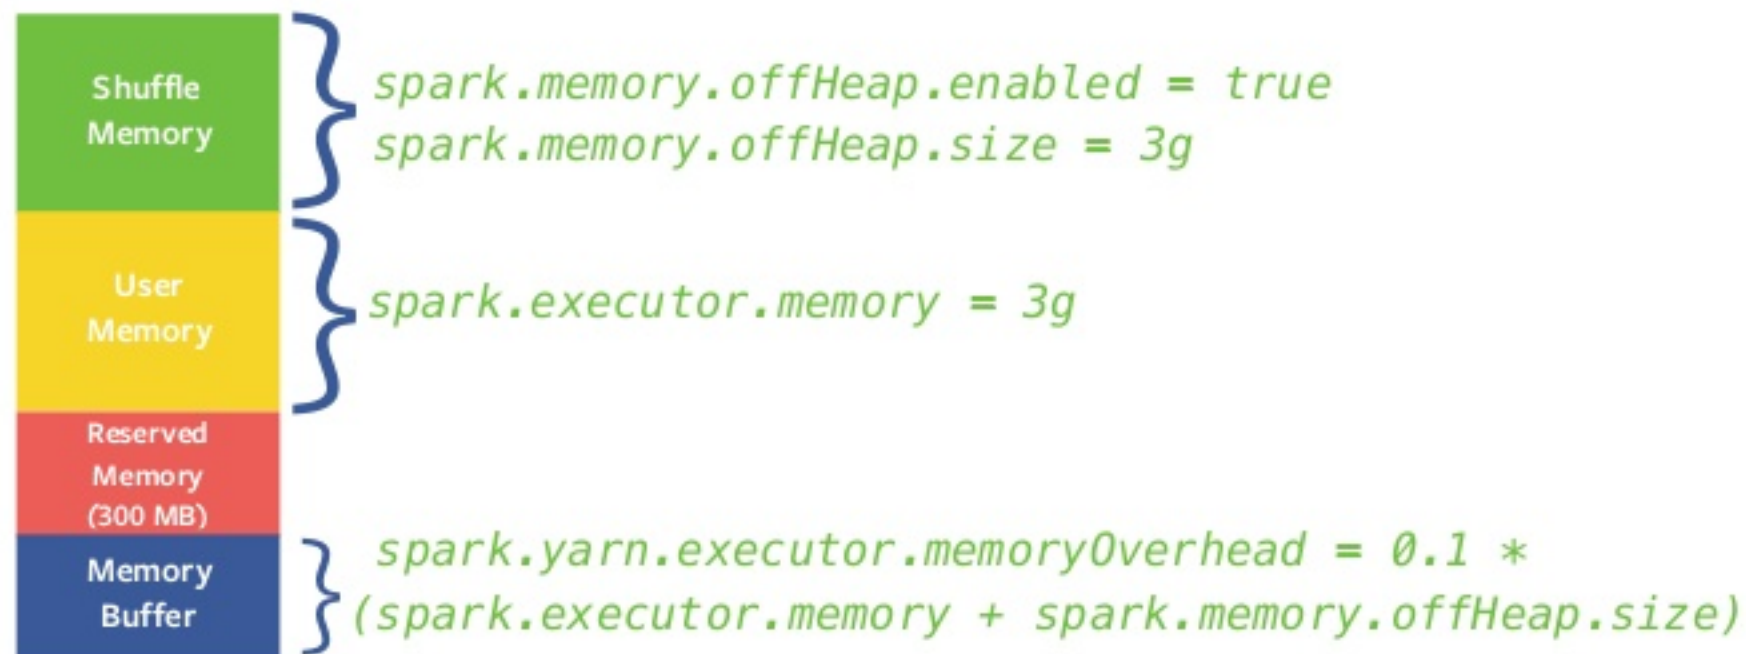 Shuffle
Memory
spark.memory.offHeap.enabled = true
spark.memory.offHeap.size = 3g
User
Memory
spark.executor.memory = 3g
Reserved
Memory
(300 MB)
Memory
Buffer
spark.yarn.executor.memoryOverhead = 0.1 *
(spark.executor.memory + spark.memory.offHeap.size)